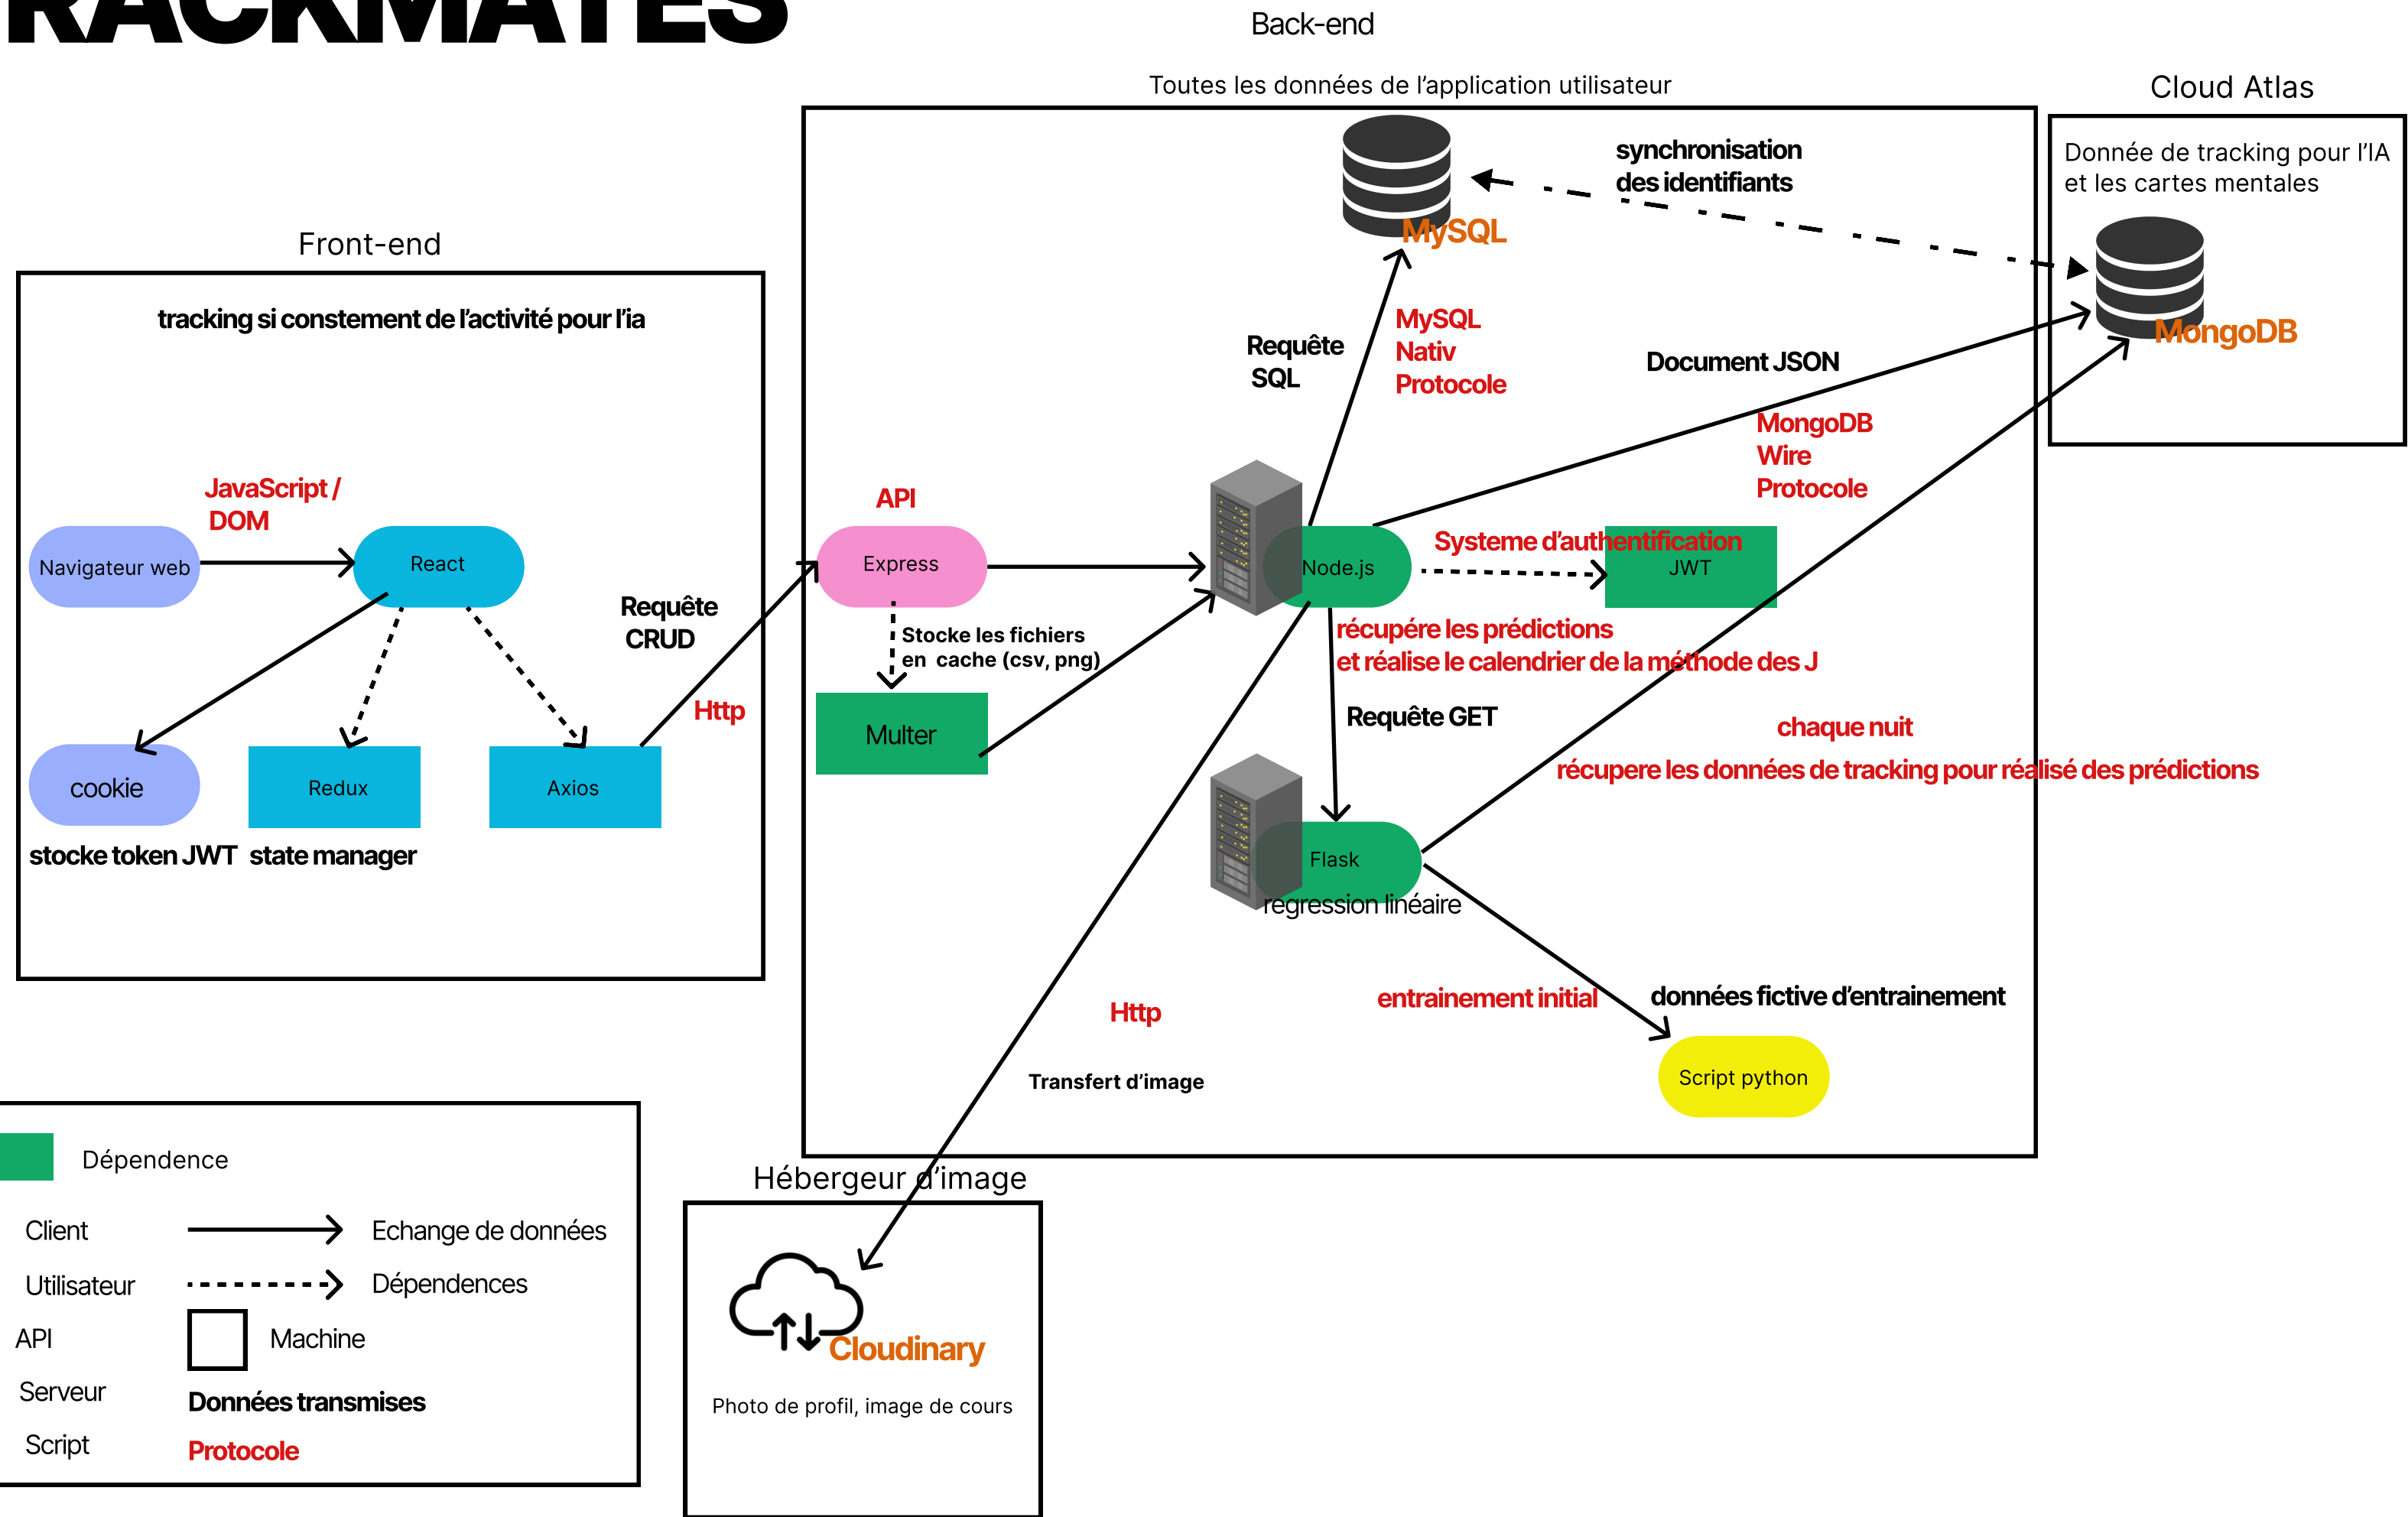 RACKMATES
Back-end
Toutes les données de l'application utilisateur
Cloud Atlas
synchronisation
des identifiants
Donnée de tracking pour l'IA
et les cartes mentales
MySQL
MongoDB
Front-end
tracking si constement de l'activité pour l'ia
Requête
SQL
MySQL
Nativ
Protocole
Document JSON
MongoDB
Wire
Protocole
JavaScript /
DOM
Navigateur web
React
Requête
CRUD
Http
API
Express
Node.js
Systeme d'authentification
JWT
Stocke les fichiers
en cache (csv, png)
Multer
récupére les prédictions
et réalise le calendrier de la méthode des J
Requête GET
chaque nuit
récupere les données de tracking pour réalisé des prédictions
cookie
Redux
Axios
stocke token JWT
state manager
Flask
regression linéaire
entrainement initial
données fictive d'entrainement
Script python
Http
Transfert d'image
Hébergeur d'image
Cloudinary
Photo de profil, image de cours
Dépendence
Client
Echange de données
Utilisateur
Dépendences
API
Machine
Serveur
Données transmises
Script
Protocole